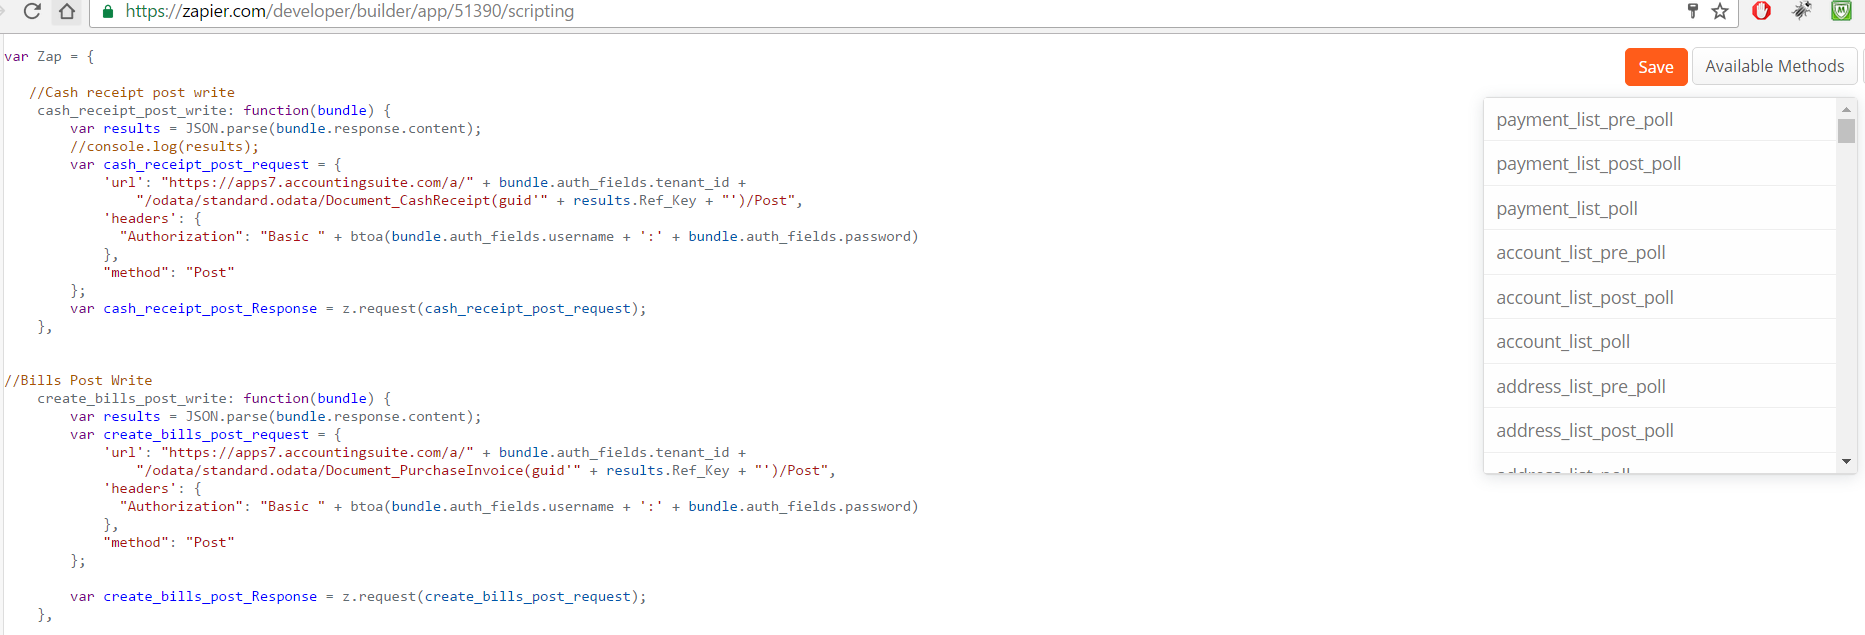 https://zapier.com/developer/builder/app/51390/scripting
var Zap = {
//Cash receipt post write
cash_receipt_post_write: function(bundle) {
var results = JSON.parse(bundle.response.content);
//console.log(results);
var cash_receipt_post_request = {
'url': "https://apps7.accountingsuite.com/a/" + bundle.auth_fields.tenant_id +
"/odata/standard.odata/Document_CashReceipt(guid'" + results.Ref_Key + "')/Post",
'headers': {
"Authorization": "Basic " + btoa(bundle.auth_fields.username + ':' + bundle.auth_fields.password)
},
"method": "Post"
};
var cash_receipt_post_Response = z.request(cash_receipt_post_request);
},
//Bills Post Write
create_bills_post_write: function(bundle) {
var results = JSON.parse(bundle.response.content);
var create_bills_post_request = {
'url': "https://apps7.accountingsuite.com/a/" + bundle.auth_fields.tenant_id +
"/odata/standard.odata/Document_PurchaseInvoice(guid'" + results.Ref_Key + "')/Post",
'headers': {
"Authorization": "Basic " + btoa(bundle.auth_fields.username + ':' + bundle.auth_fields.password)
},
"method": "Post"
};
var create_bills_post_Response = z.request(create_bills_post_request);
},
Save
Available Methods
payment_list_pre_poll
payment_list_post_poll
payment_list_poll
account_list_pre_poll
account_list_post_poll
account_list_poll
address_list_pre_poll
address_list_post_poll
address_list_poll